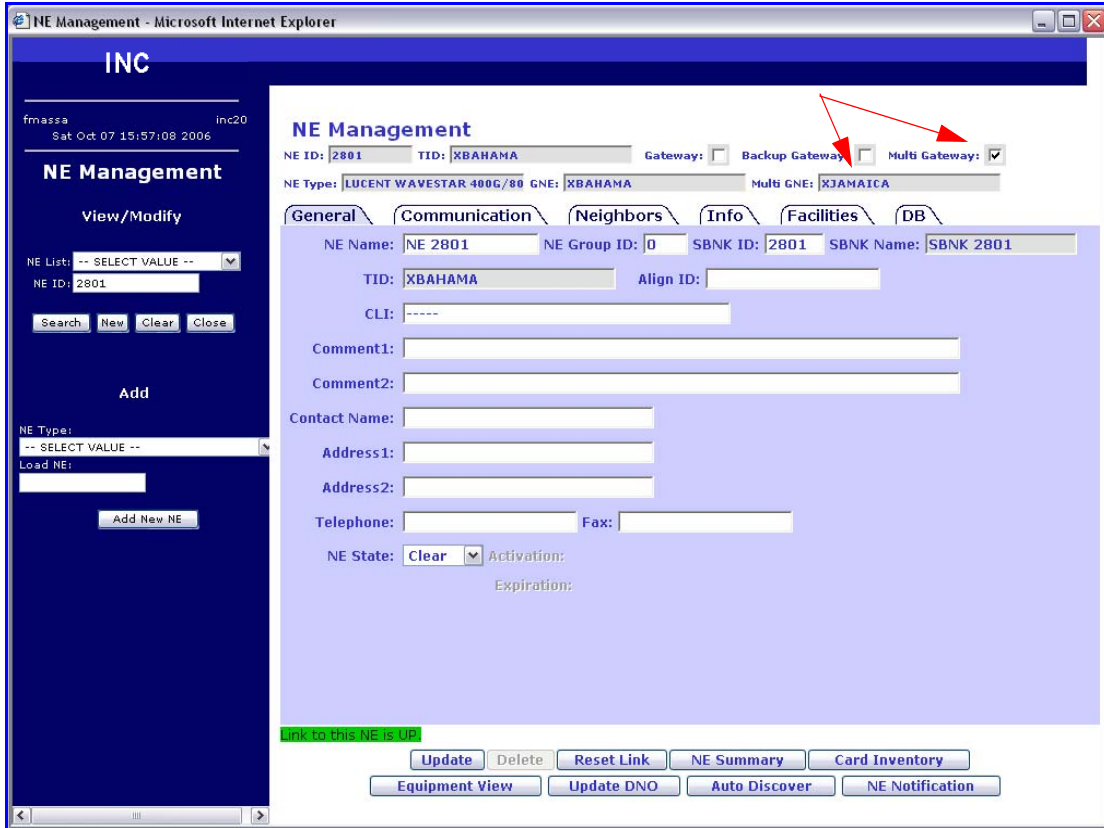 NE Management - Microsoft Internet Explorer
INC
fmassa inc20
Sat Oct 07 15:57:08 2006
NE Management
View/Modify
NE List: -- SELECT VALUE --
NE ID: 2801
Search New Clear Close
Add
NE Type:
-- SELECT VALUE --
Load NE:
Add New NE
NE Management
NE ID: 2801 TID: XBAHAMA Gateway: Backup Gateway Multi Gateway:
NE Type: LUCENT WAVESTAR 400G/80 GNE: XBAHAMA Multi GNE: XJAMAICA
General Communication Neighbors Info Facilities DB
NE Name: NE 2801 NE Group ID: 0 SBNK ID: 2801 SBNK Name: SBNK 2801
TID: XBAHAMA Align ID:
CLI: -----
Comment1:
Comment2:
Contact Name:
Address1:
Address2:
Telephone: Fax:
NE State: Clear Activation:
Expiration:
Link to this NE is UP.
Update Delete Reset Link NE Summary Card Inventory
Equipment View Update DNO Auto Discover NE Notification